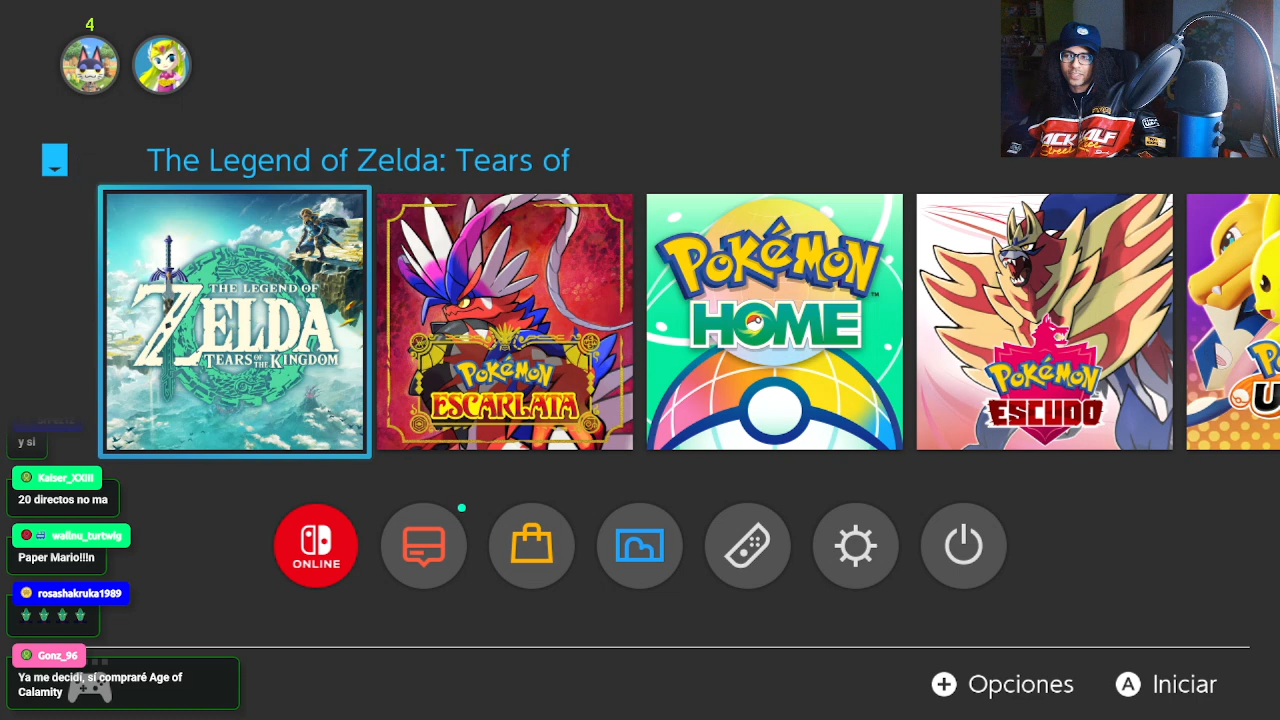 4
The Legend of Zelda: Tears of
THE LEGEND OF
ZELDA
TEARS OF THE KINGDOM
POKÉMON
ESCARLATA
POKÉMON
HOME
POKÉMON
ESCUDO
y si
Kaiser_XXIII
20 directos no ma
wallnu_turtwig
Paper Mario!!!n
rosashakruka1989
Gonz_96
Ya me decidí, sí compraré Age of
Calamity
ONLINE
+ Opciones
A Iniciar